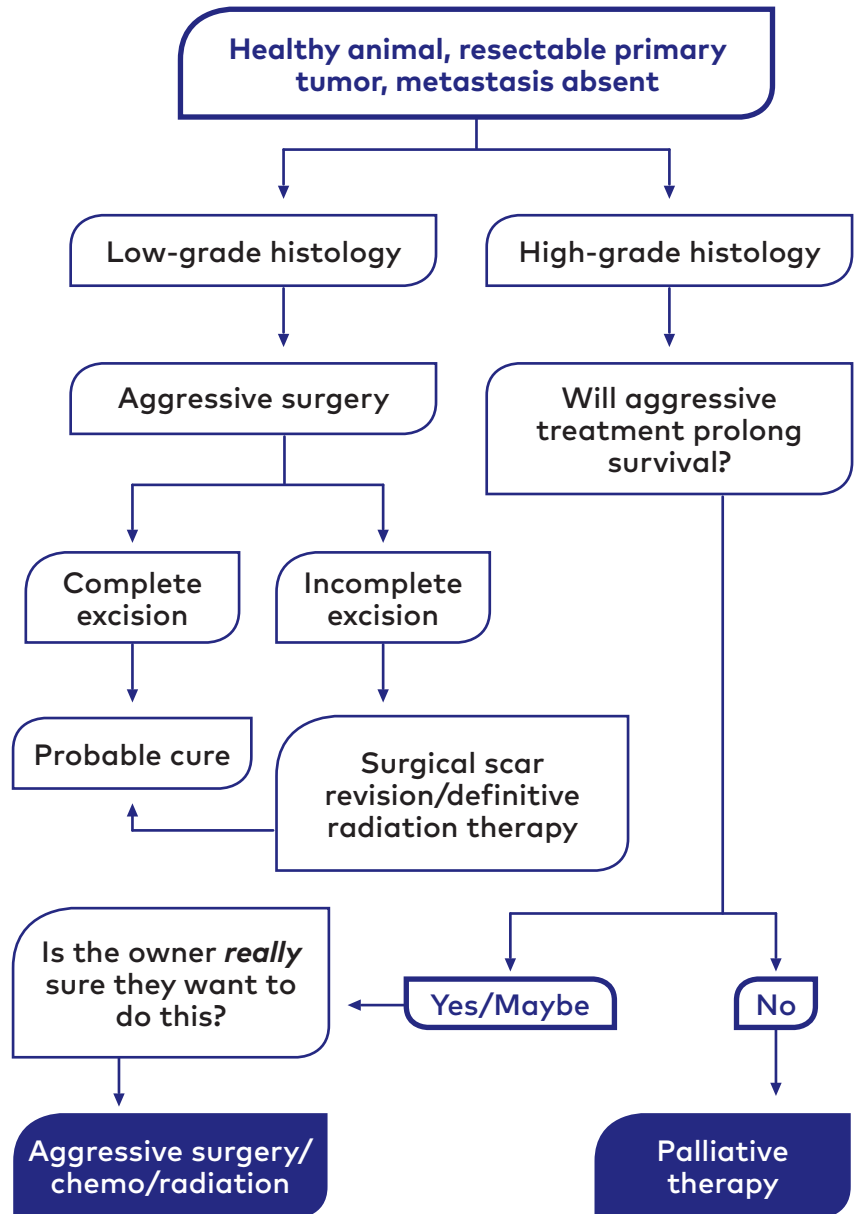 Healthy animal, resectable primary
tumor, metastasis absent
Low-grade histology
High-grade histology
Aggressive surgery
Will aggressive
treatment prolong
survival?
Complete
excision
Incomplete
excision
Probable cure
Surgical scar
revision/definitive
radiation therapy
Is the owner really
sure they want to
do this?
Yes/Maybe
No
Aggressive surgery/
chemo/radiation
Palliative
therapy